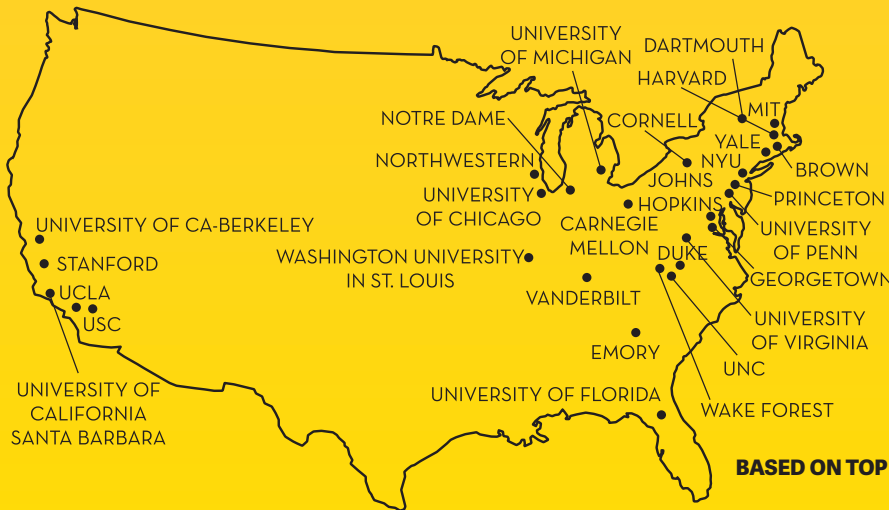 UNIVERSITY
OF MICHIGAN
DARTMOUTH
HARVARD
MIT
NOTRE DAME
CORNELL
YALE
NYU
BROWN
NORTHWESTERN
JOHNS
HOPKINS
PRINCETON
UNIVERSITY
OF CHICAGO
CARNEGIE
MELLON
UNIVERSITY
OF PENN
UNIVERSITY OF CA-BERKELEY
STANFORD
WASHINGTON UNIVERSITY
IN ST. LOUIS
DUKE
GEORGETOWN
UCLA
USC
VANDERBILT
UNIVERSITY
OF VIRGINIA
EMORY
UNC
UNIVERSITY OF
CALIFORNIA
SANTA BARBARA
UNIVERSITY OF FLORIDA
WAKE FOREST
BASED ON TOP